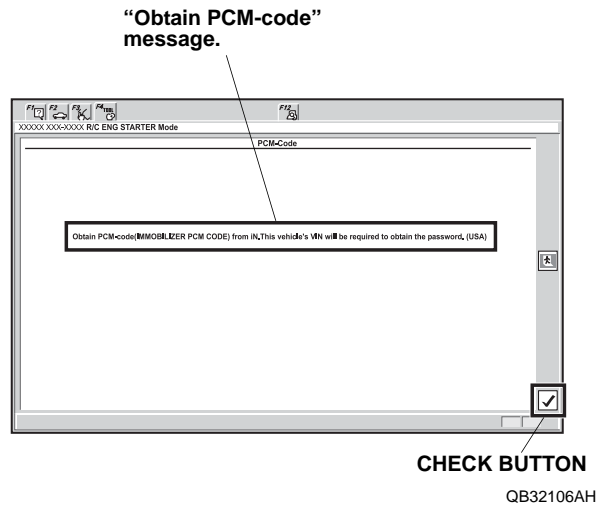 “Obtain PCM-code”
message.
F1 F2 F3 F4 TOOL F12
XXXXX XXX-XXXX R/C ENG STARTER Mode
PCM-Code
Obtain PCM-code(IMMOBILIZER PCM CODE) from iN.This vehicle's VIN will be required to obtain the password. (USA)
CHECK BUTTON
QB32106AH